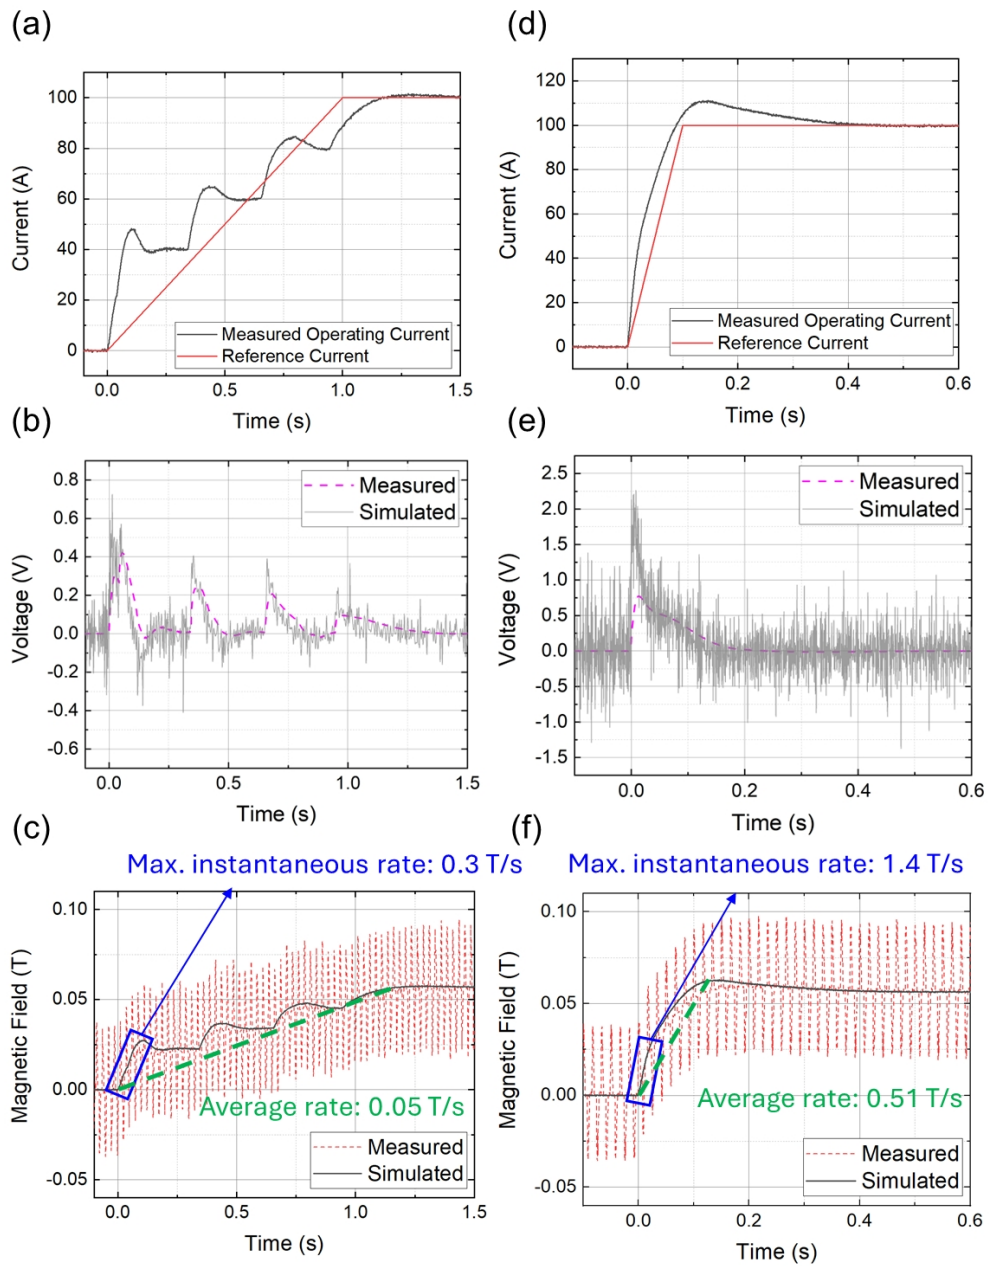 (a)
100
80
60
40
20
0
Current (A)
Measured Operating Current
Reference Current
0.0
0.5
1.0
1.5
Time (s)
(d)
120
100
80
60
40
20
0
Current (A)
Measured Operating Current
Reference Current
0.0
0.2
0.4
0.6
Time (s)
(b)
0.8
0.6
0.4
0.2
0.0
-0.2
-0.4
-0.6
Voltage (V)
Measured
Simulated
0.0
0.5
1.0
1.5
Time (s)
(e)
2.5
2.0
1.5
1.0
0.5
0.0
-0.5
-1.0
-1.5
Voltage (V)
Measured
Simulated
0.0
0.2
0.4
0.6
Time (s)
(c)
Max. instantaneous rate: 0.3 T/s
0.10
0.05
0.00
-0.05
Magnetic Field (T)
Average rate: 0.05 T/s
Measured
Simulated
0.0
0.5
1.0
1.5
Time (s)
(f)
Max. instantaneous rate: 1.4 T/s
0.10
0.05
0.00
-0.05
Magnetic Field (T)
Average rate: 0.51 T/s
Measured
Simulated
0.0
0.2
0.4
0.6
Time (s)